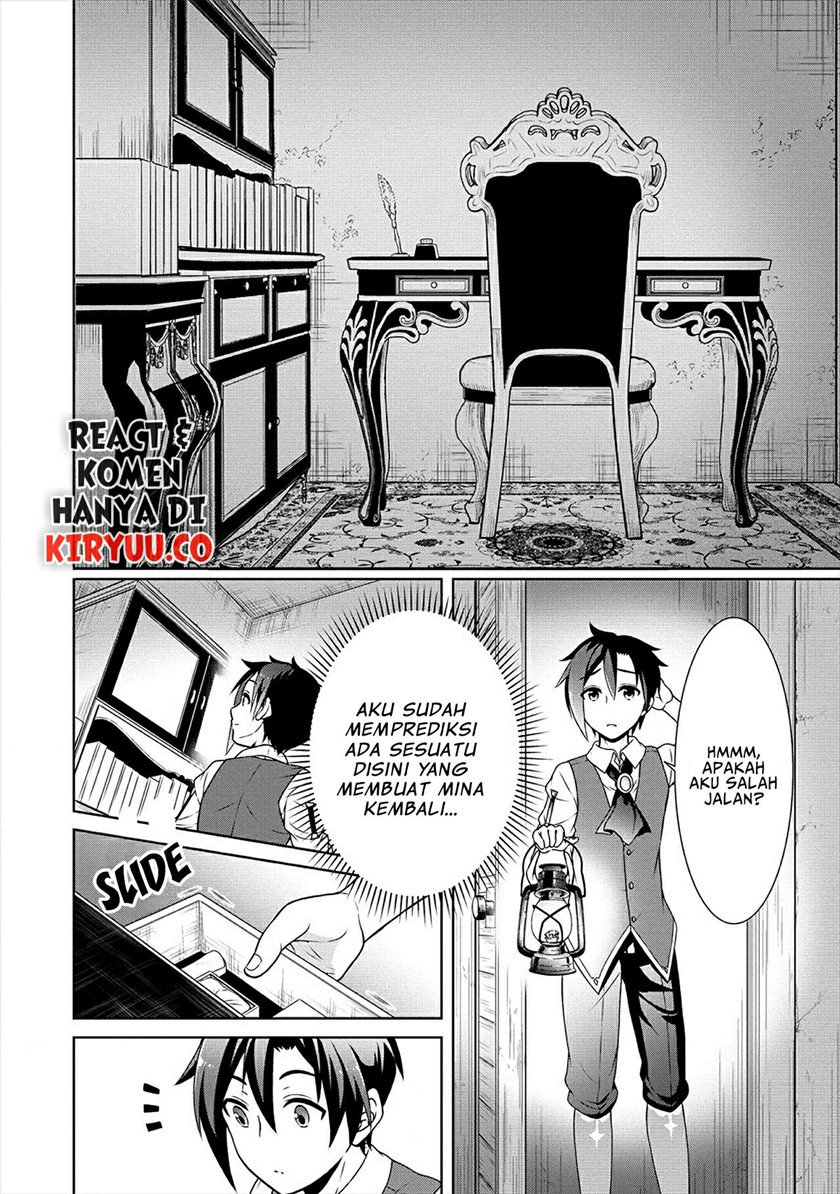 REACT &
KOMEN
HANYA DI
KIRYUU.CO
HMMM,
APAKAH
AKU SALAH
JALAN?
AKU SUDAH
MEMPREDIKSI
ADA SESUATU
DISINI YANG
MEMBUAT MINA
KEMBALI...
SLIDE